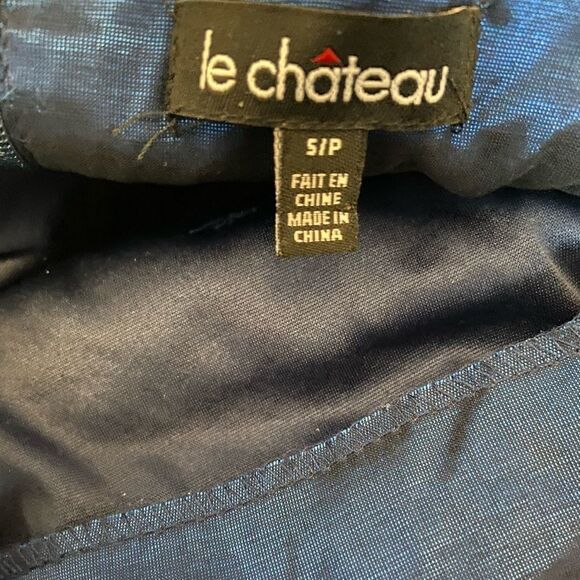 le château
S/P
FAIT EN
CHINE
MADE IN
CHINA